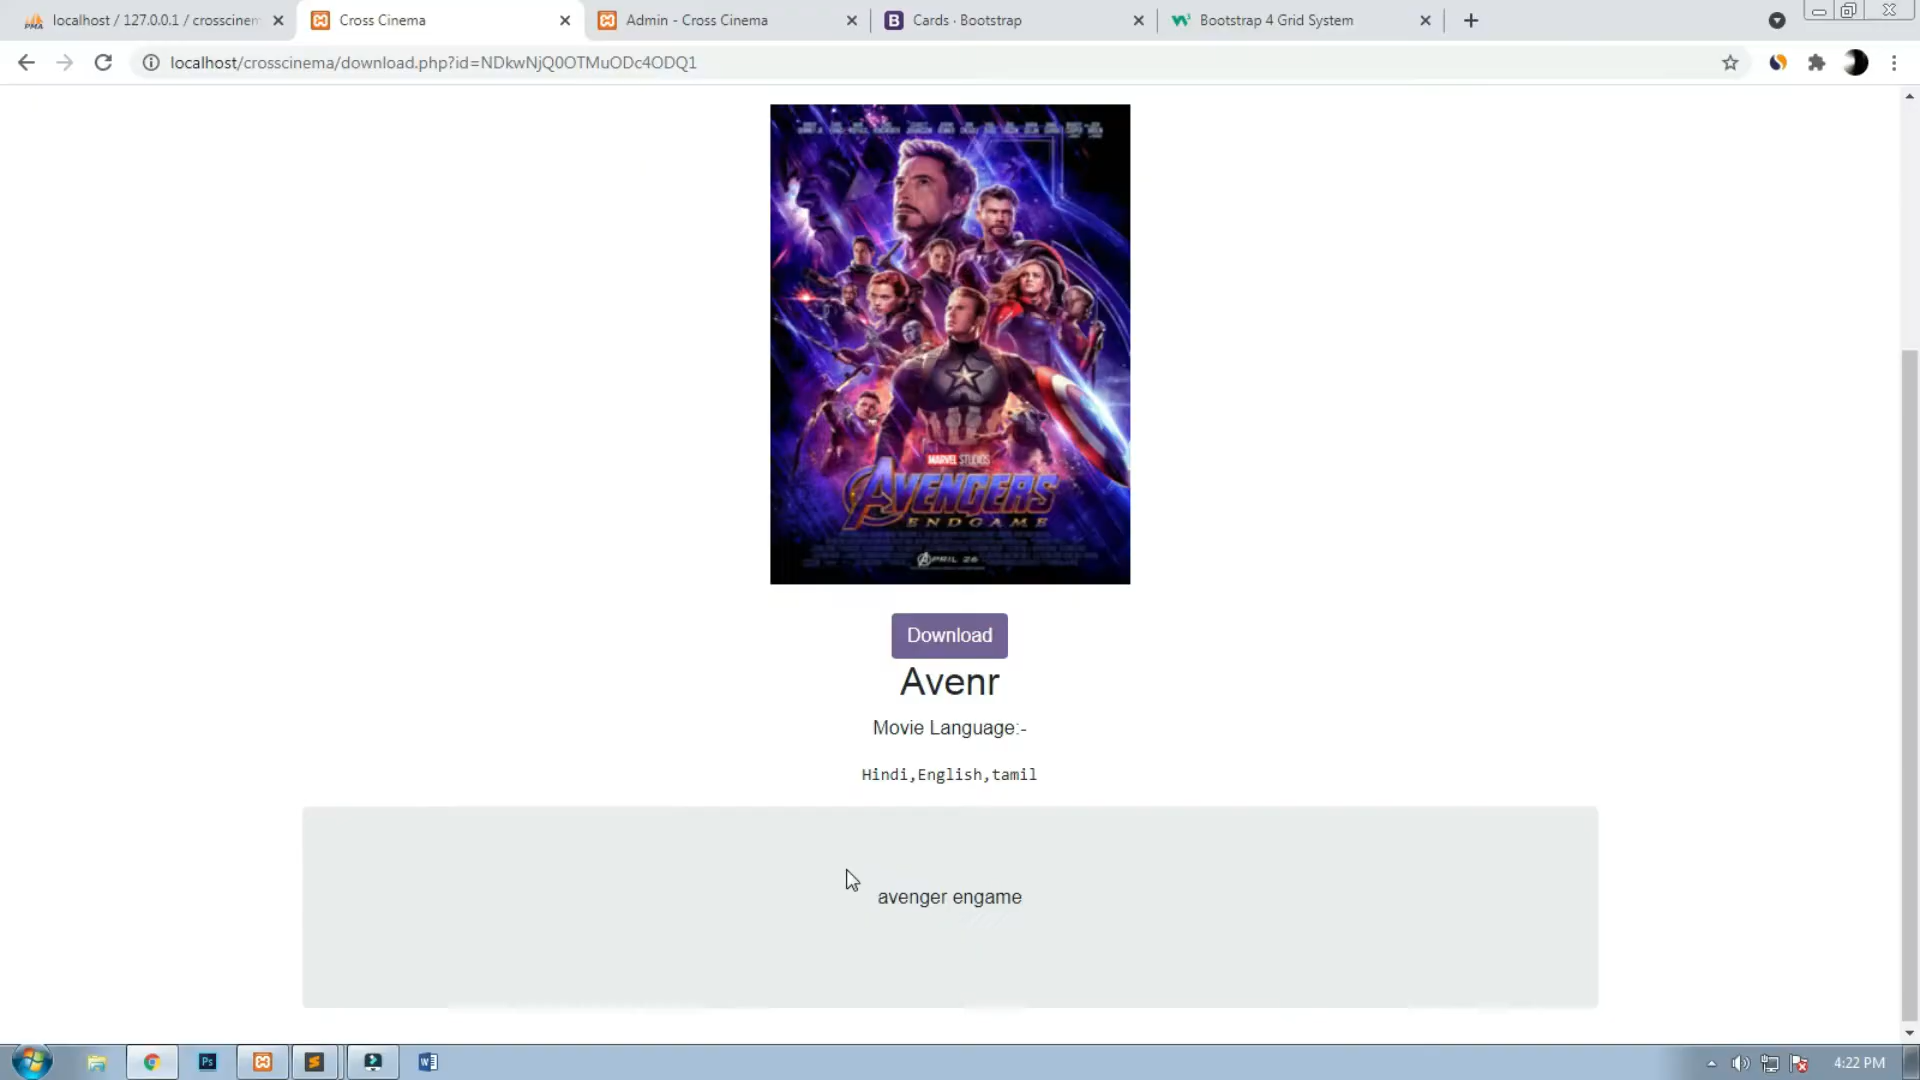 localhost / 127.0.0.1 / crosscinem
Cross Cinema
Admin - Cross Cinema
Cards · Bootstrap
Bootstrap 4 Grid System
localhost/crosscinema/download.php?id=NDkwNjQ0OTMuODc4ODQ1
MARVEL STUDIOS
AVENGERS
ENDGAME
APRIL 26
Download
Avenr
Movie Language:-
Hindi,English,tamil
avenger engame
4:22 PM